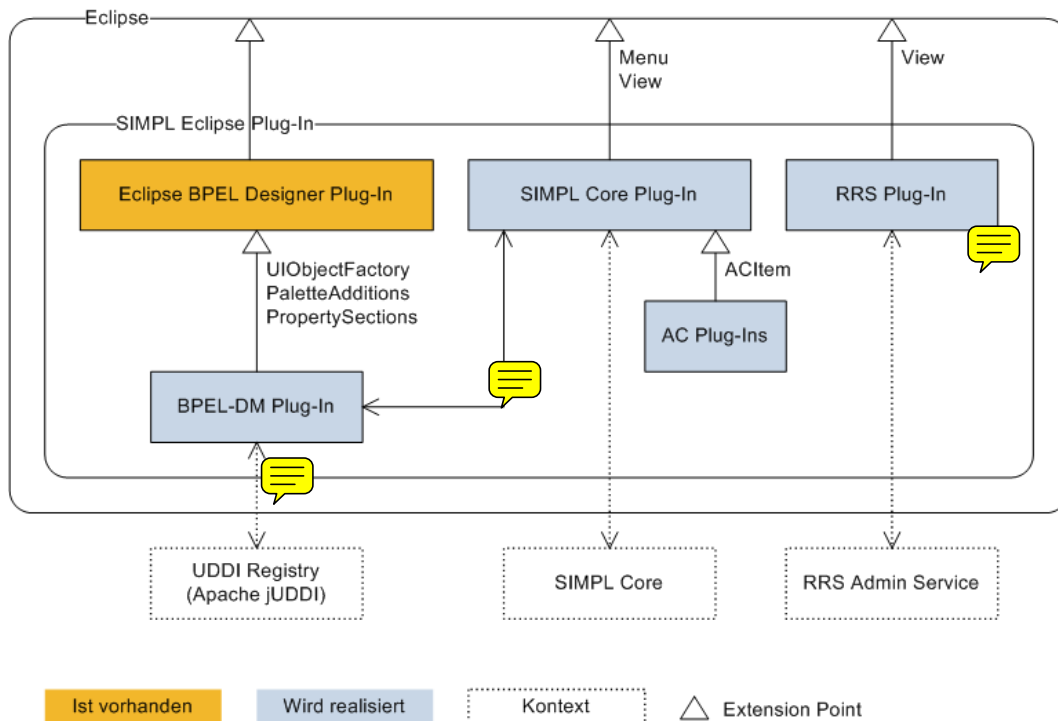 Eclipse
Menu
View
View
SIMPL Eclipse Plug-In
Eclipse BPEL Designer Plug-In
SIMPL Core Plug-In
RRS Plug-In
UIObjectFactory
PaletteAdditions
PropertySections
ACItem
AC Plug-Ins
BPEL-DM Plug-In
UDDI Registry
(Apache jUDDI)
SIMPL Core
RRS Admin Service
Ist vorhanden
Wird realisiert
Kontext
Extension Point